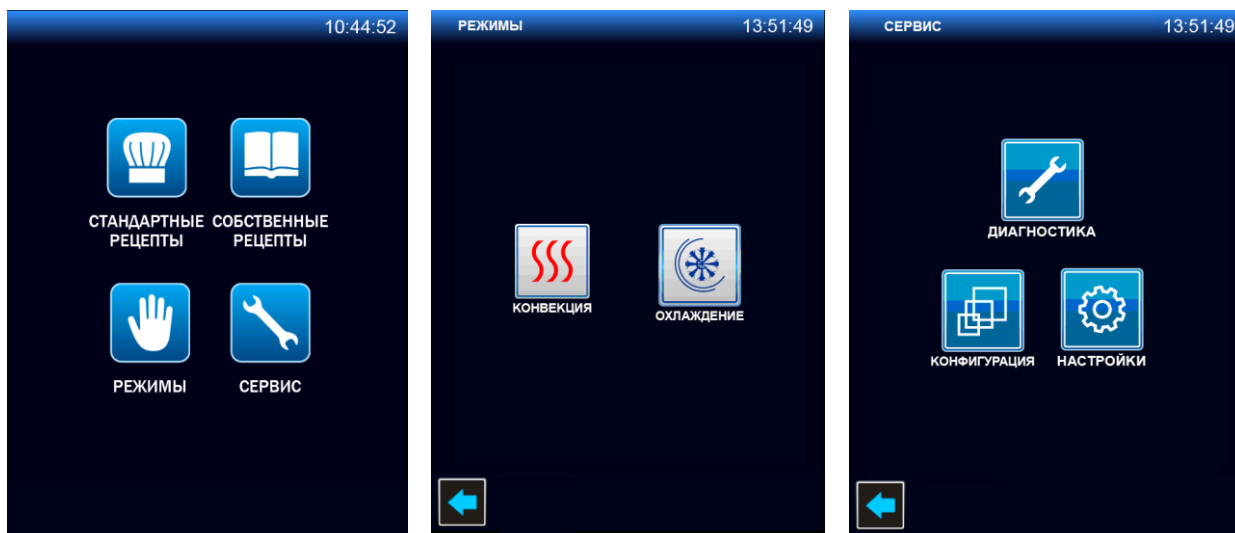 10:44:52
СТАНДАРТНЫЕ
РЕЦЕПТЫ
СОБСТВЕННЫЕ
РЕЦЕПТЫ
РЕЖИМЫ
СЕРВИС
РЕЖИМЫ
13:51:49
КОНВЕКЦИЯ
ОХЛАЖДЕНИЕ
СЕРВИС
13:51:49
ДИАГНОСТИКА
КОНФИГУРАЦИЯ
НАСТРОЙКИ